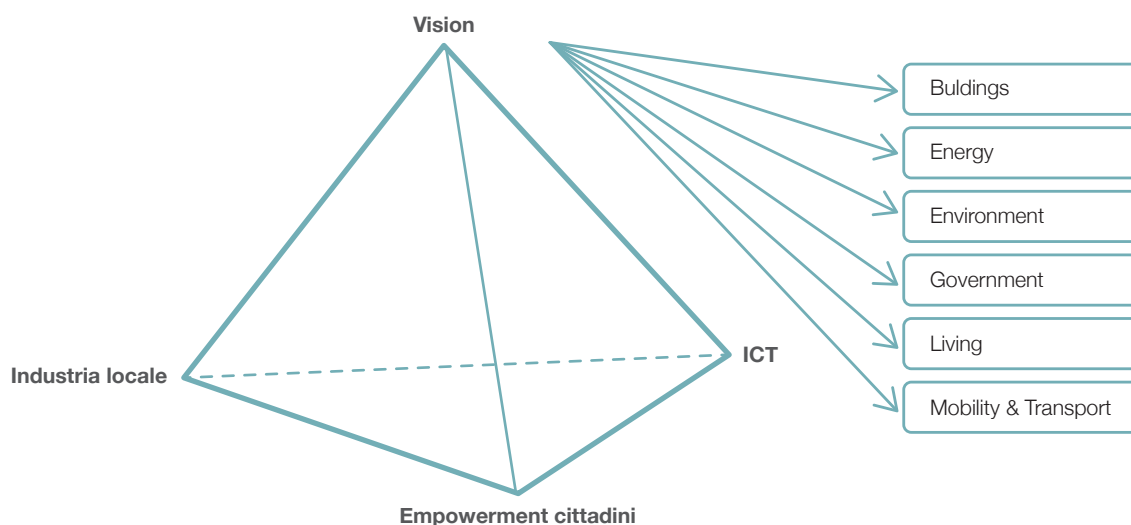 Vision
Buldings
Energy
Environment
Government
Living
Mobility & Transport
ICT
Industria locale
Empowerment cittadini